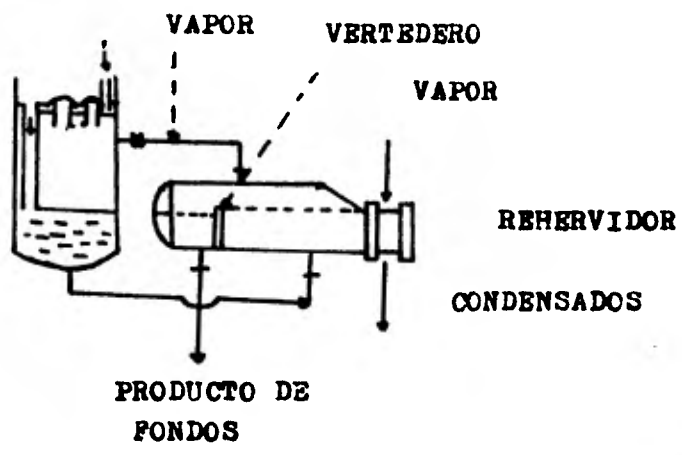 VAPOR
VERTEDERO
VAPOR
REHERVIDOR
CONDENSADOS
PRODUCTO DE
FONDOS